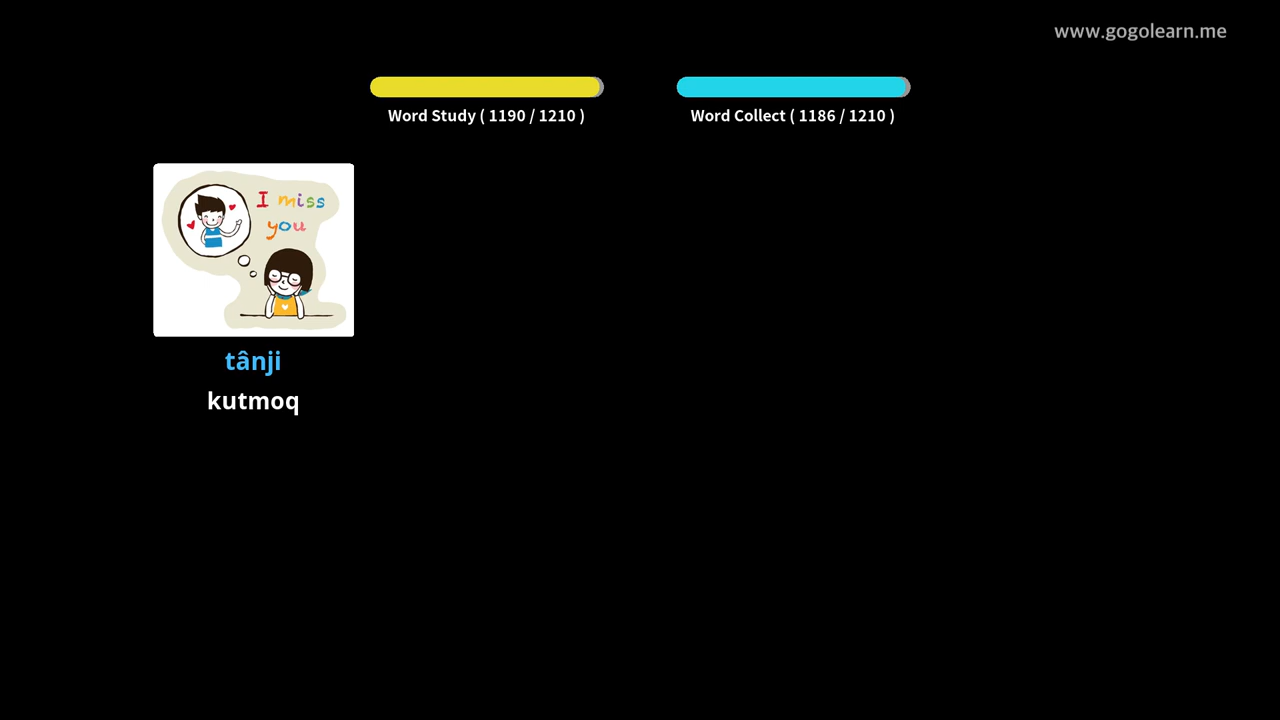 www.gogolearn.me
Word Study ( 1190 / 1210 )
Word Collect ( 1186 / 1210 )
I miss
you
tânji
kutmoq